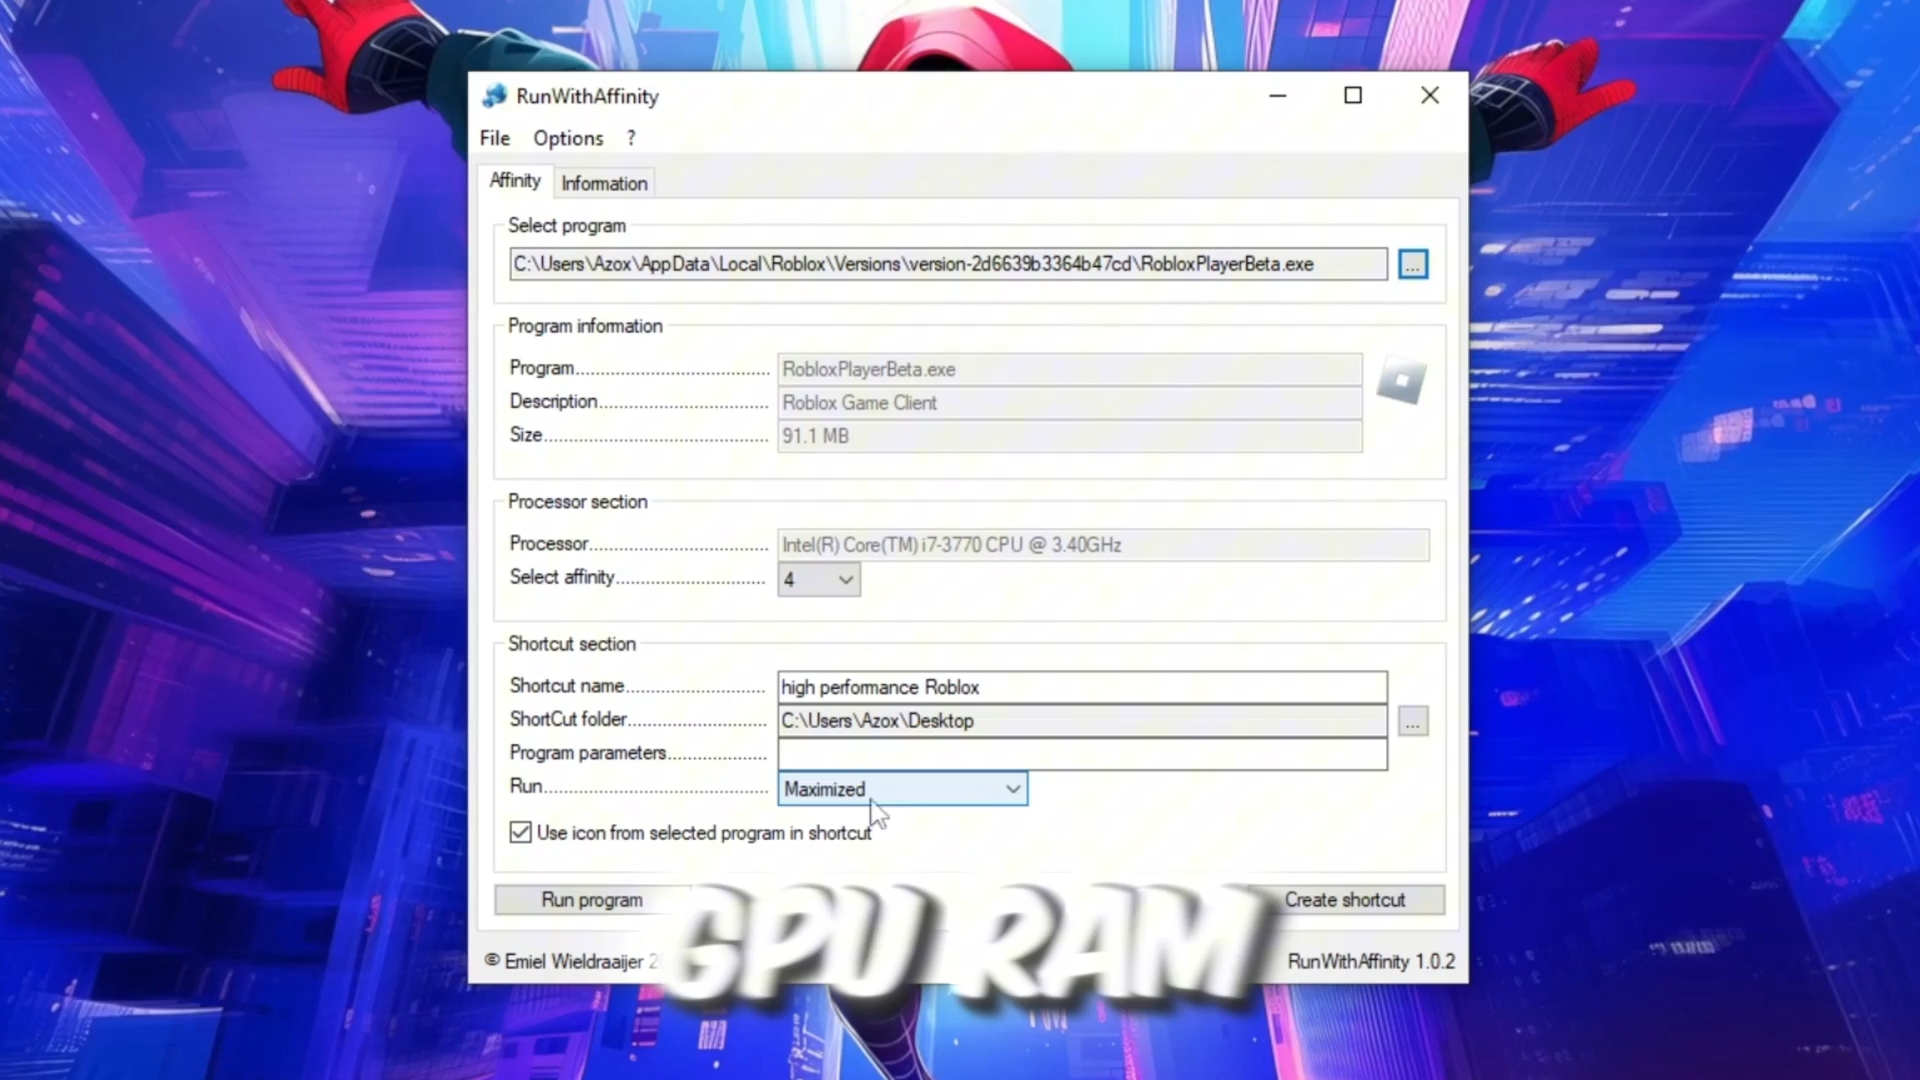 RunWithAffinity
File Options ?
Affinity Information
Select program
C:\Users\Azox\AppData\Local\Roblox\Versions\version-2d6639b3364b47cd\RobloxPlayerBeta.exe ...
Program information
Program.................................. RobloxPlayerBeta.exe
Description.............................. Roblox Game Client
Size........................................ 91.1 MB
Processor section
Processor................................ Intel(R) Core(TM) i7-3770 CPU @ 3.40GHz
Select affinity........................... 4
Shortcut section
Shortcut name......................... high performance Roblox
ShortCut folder......................... C:\Users\Azox\Desktop ...
Program parameters................. 
Run......................................... Maximized
Use icon from selected program in shortcut
Run program Create shortcut
GPU RAM
© Emiel Wieldraaijer RunWithAffinity 1.0.2